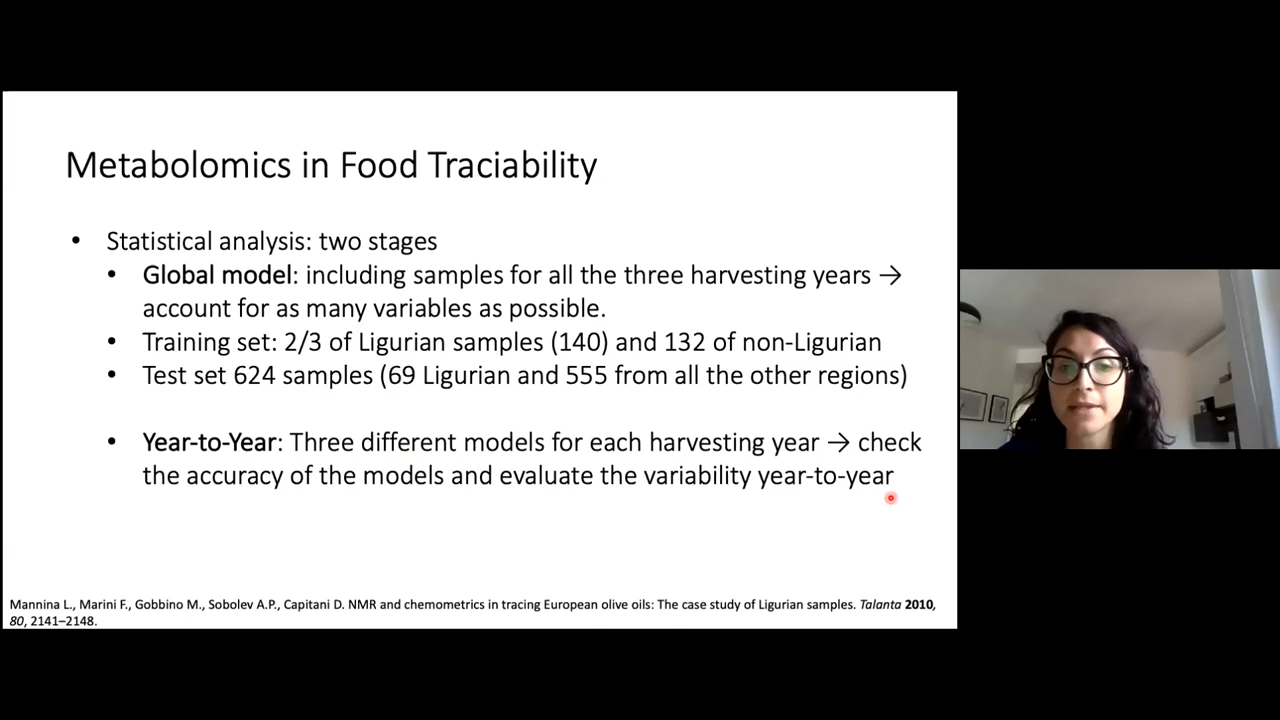 Metabolomics in Food Traciability
• Statistical analysis: two stages
• Global model: including samples for all the three harvesting years →
account for as many variables as possible.
• Training set: 2/3 of Ligurian samples (140) and 132 of non-Ligurian
• Test set 624 samples (69 Ligurian and 555 from all the other regions)
• Year-to-Year: Three different models for each harvesting year → check
the accuracy of the models and evaluate the variability year-to-year
Mannina L., Marini F., Gobbino M., Sobolev A.P., Capitani D. NMR and chemometrics in tracing European olive oils: The case study of Ligurian samples. Talanta 2010,
80, 2141–2148.